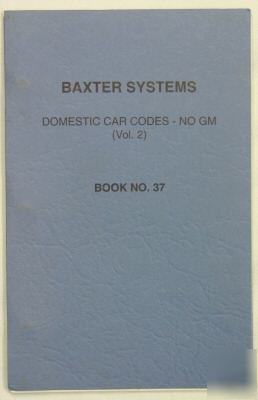 BAXTER SYSTEMS
DOMESTIC CAR CODES - NO GM
(Vol. 2)
BOOK NO. 37